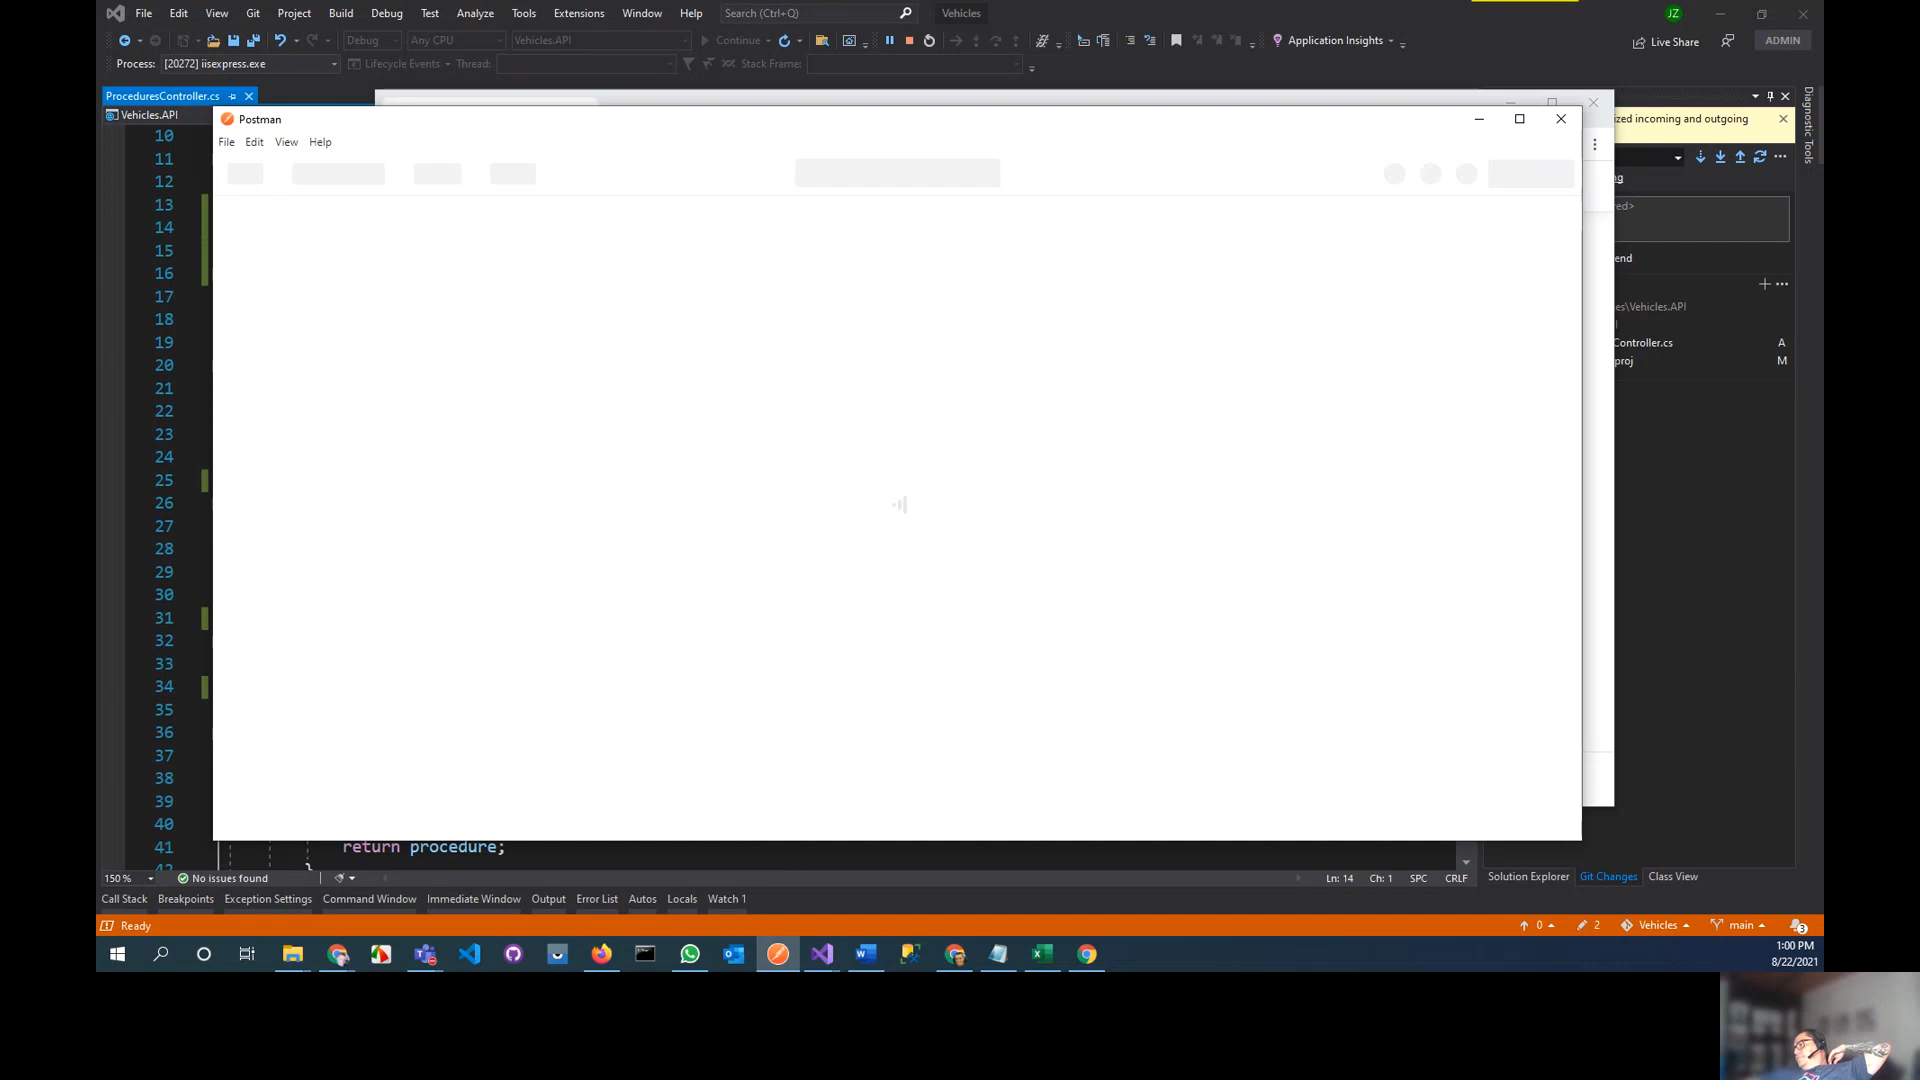 File Edit View Git Project Build Debug Test Analyze Tools Extensions Window Help Search (Ctrl+Q) Vehicles JZ
Debug Any CPU Vehicles.API Continue Application Insights Live Share ADMIN
Process: [20272] iisexpress.exe Lifecycle Events Thread: Stack Frame:
ProceduresController.cs
Vehicles.API
Postman
File Edit View Help
ized incoming and outgoing
ng
red>
end
es\Vehicles.API
Controller.cs A
proj M
Diagnostic Tools
10
11
12
13
14
15
16
17
18
19
20
21
22
23
24
25
26
27
28
29
30
31
32
33
34
35
36
37
38
39
40
41 return procedure;
42 }
150 % No issues found Ln: 14 Ch: 1 SPC CRLF
Solution Explorer Git Changes Class View
Call Stack Breakpoints Exception Settings Command Window Immediate Window Output Error List Autos Locals Watch 1
Ready 0 2 Vehicles main 3
1:00 PM
8/22/2021